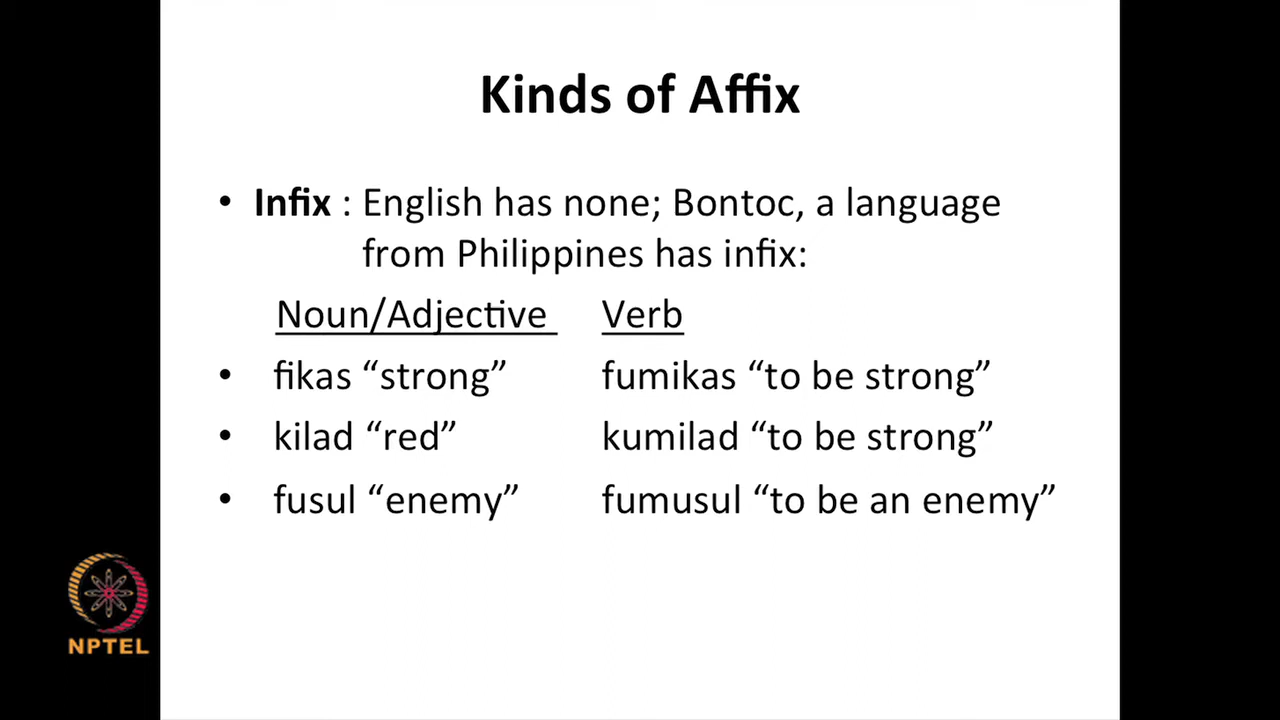 Kinds of Affix
• Infix : English has none; Bontoc, a language
from Philippines has infix:
Noun/Adjective Verb
• fikas “strong” fumikas “to be strong”
• kilad “red” kumilad “to be strong”
• fusul “enemy” fumusul “to be an enemy”
NPTEL